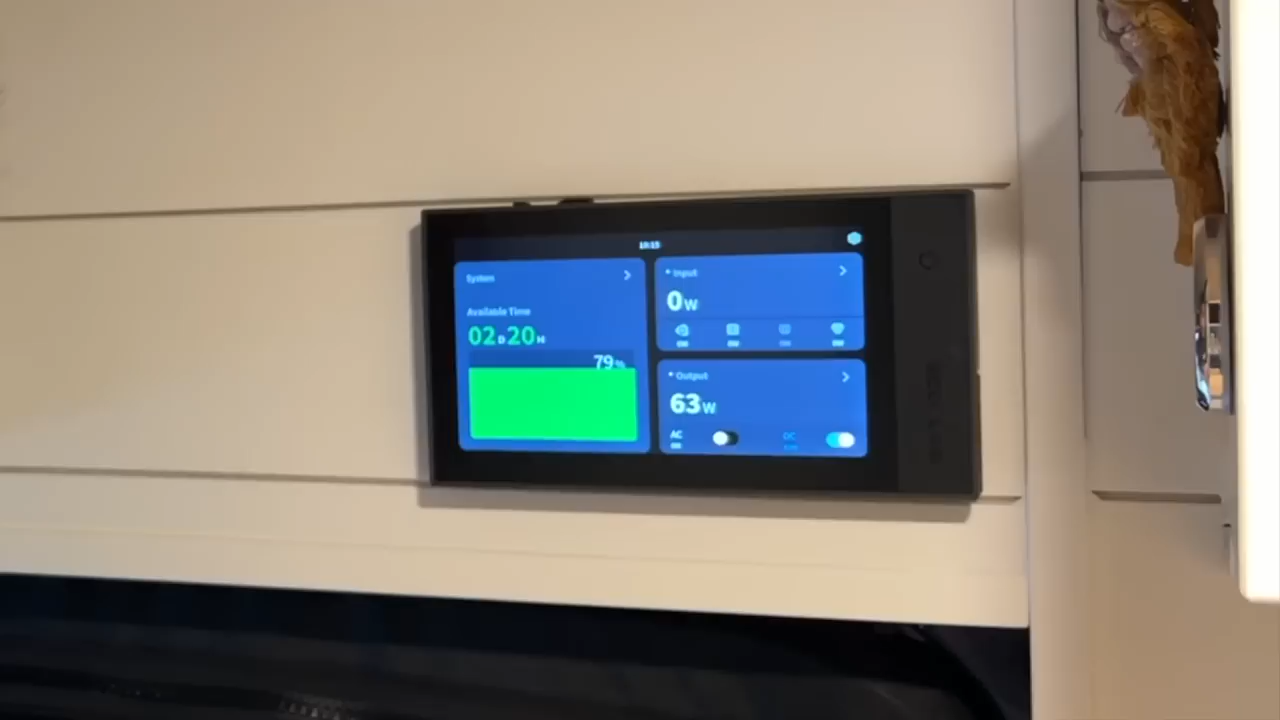 System
Available Time
02D20H
79%
Input
0W
Output
63W
AC
DC